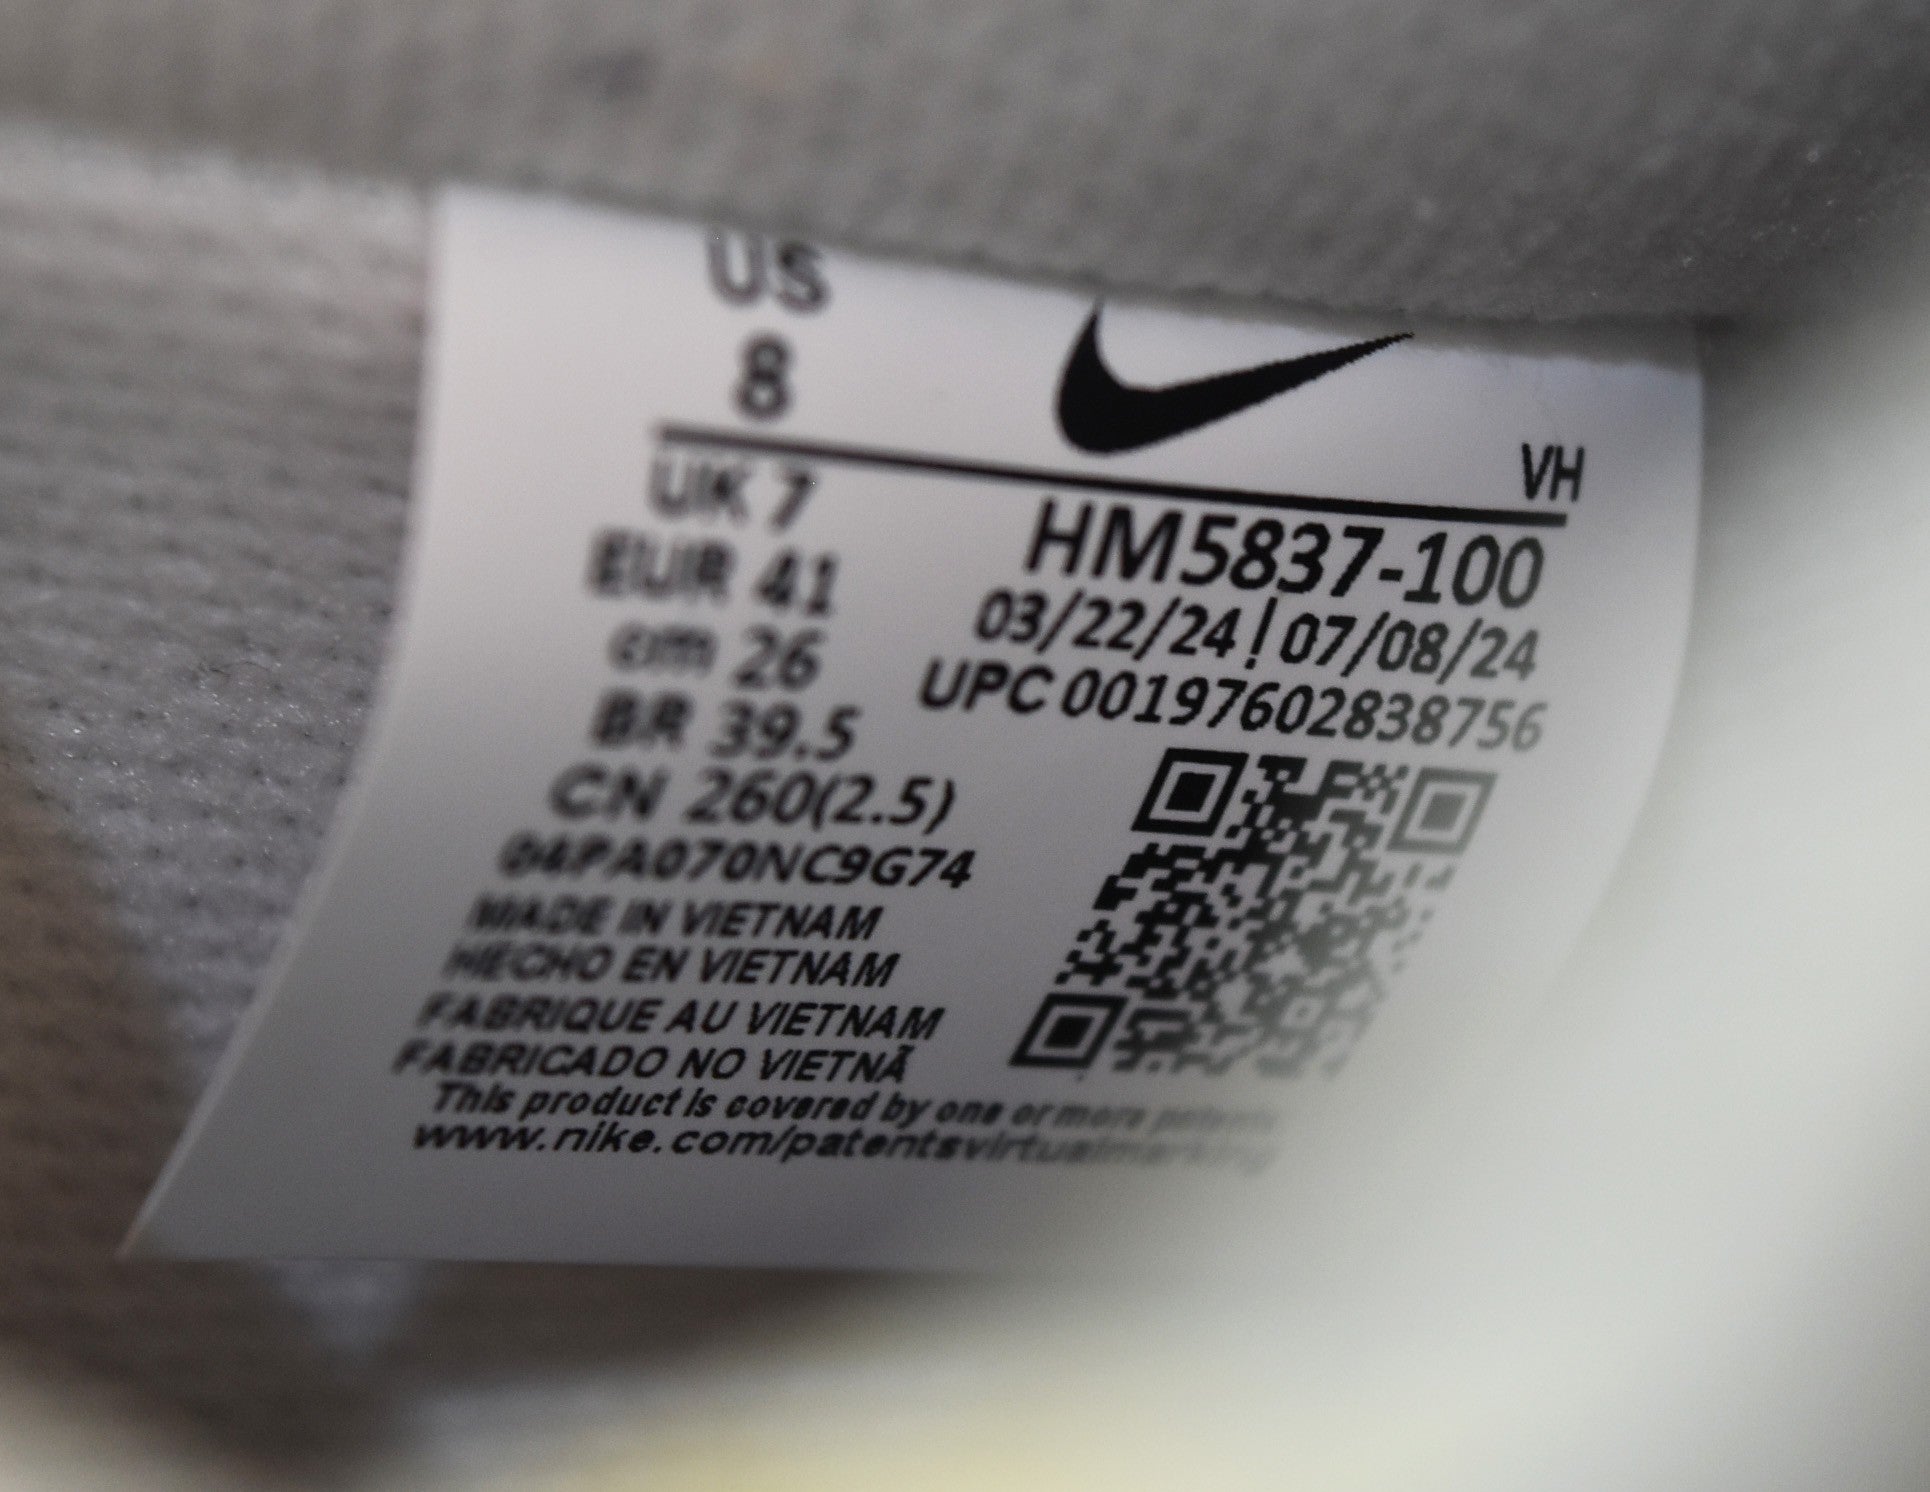 US
8
VH
UK 7
EUR 41
cm 26
BR 39.5
CN 260(2.5)
04PA070NC9G74
MADE IN VIETNAM
HECHO EN VIETNAM
FABRIQUE AU VIETNAM
FABRICADO NO VIETNÃ
HM5837-100
03/22/24 | 07/08/24
UPC 00197602838756
This product is covered by one or more patents
www.nike.com/patentsvirtualmarking